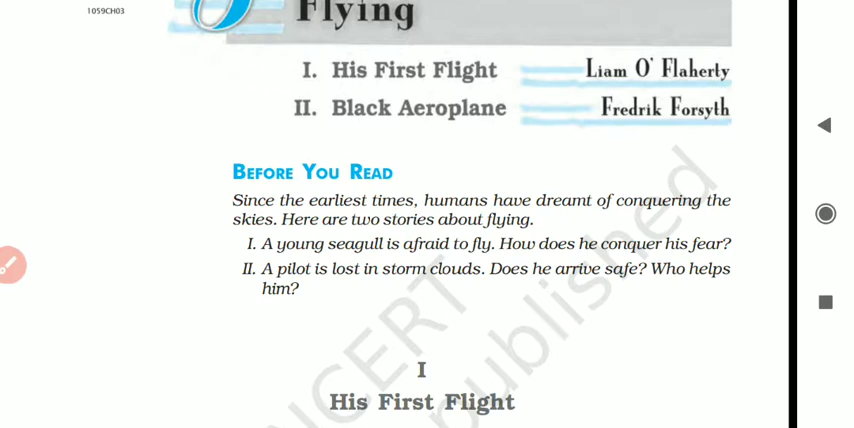 1059CH03
Flying
I. His First Flight Liam O' Flaherty
II. Black Aeroplane Fredrik Forsyth
BEFORE YOU READ
Since the earliest times, humans have dreamt of conquering the
skies. Here are two stories about flying.
I. A young seagull is afraid to fly. How does he conquer his fear?
II. A pilot is lost in storm clouds. Does he arrive safe? Who helps
him?
I
His First Flight
NCERT
published